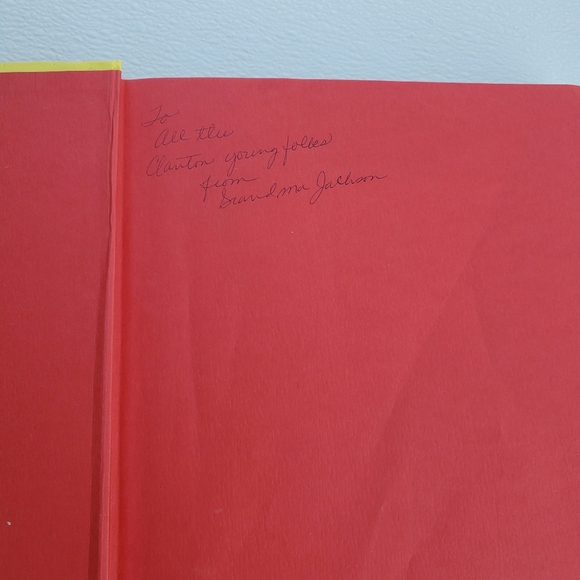 To
All the
Clanton young folks
from
Grandma Jackson